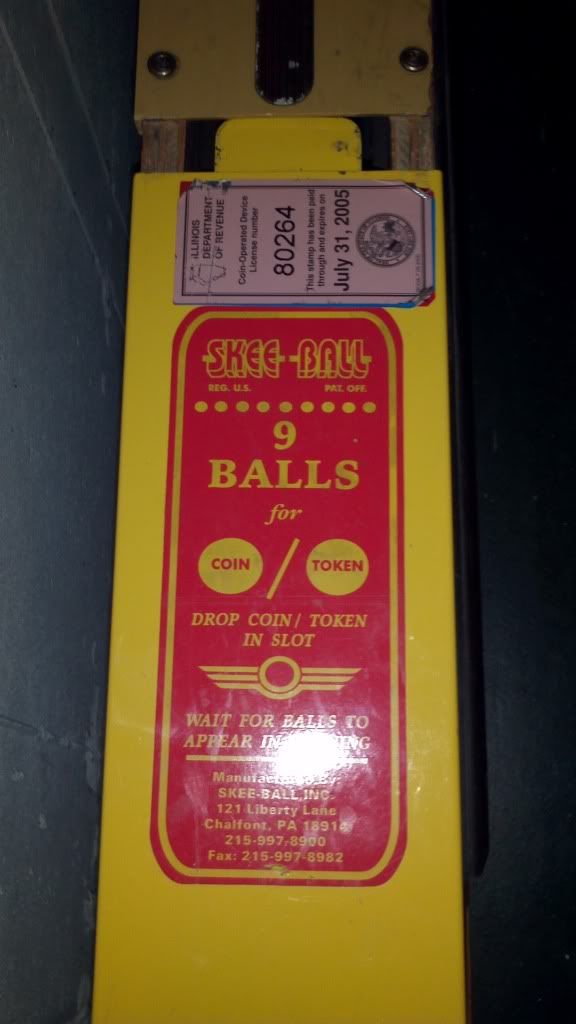 ILLINOIS
DEPARTMENT
OF REVENUE
Coin-Operated Device
License number
80264
This stamp has been paid
through and expires on
July 31, 2005
SKEE-BALL
REG. U.S. PAT. OFF.
9
BALLS
for
COIN / TOKEN
DROP COIN / TOKEN
IN SLOT
WAIT FOR BALLS TO
APPEAR
SKEE-BALL, INC.
121 Liberty Lane
Chalfont, PA 18914
215-997-8900
Fax: 215-997-8982